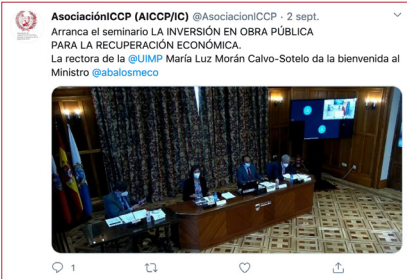 AsociaciónICCP (AICCP/IC) @AsociacionICCP · 2 sept.
Arranca el seminario LA INVERSIÓN EN OBRA PÚBLICA
PARA LA RECUPERACIÓN ECONÓMICA.
La rectora de la @UIMP María Luz Morán Calvo-Sotelo da la bienvenida al
Ministro @abalosmeco
1